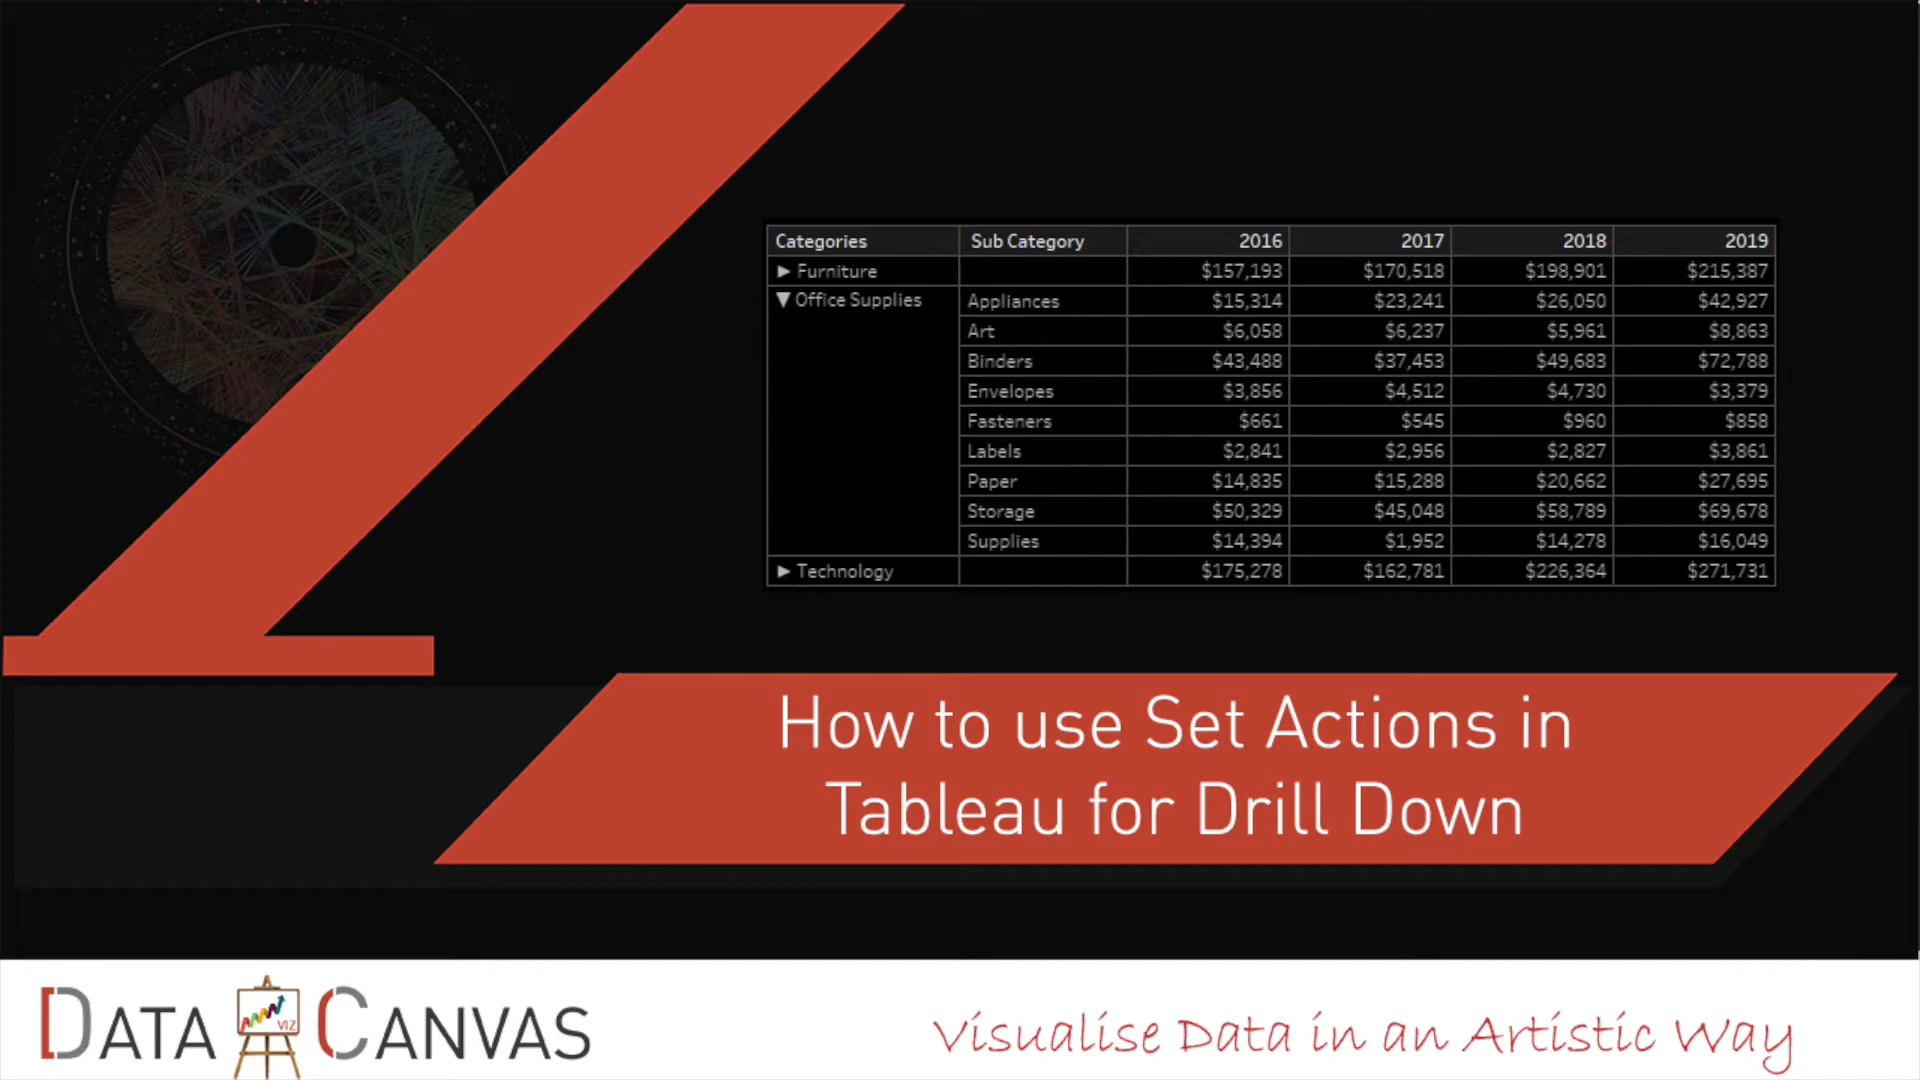 Categories Sub Category 2016 2017 2018 2019
▶ Furniture $157,193 $170,518 $198,901 $215,387
▼ Office Supplies Appliances $15,314 $23,241 $26,050 $42,927
Art $6,058 $6,237 $5,961 $8,863
Binders $43,488 $37,453 $49,683 $72,788
Envelopes $3,856 $4,512 $4,730 $3,379
Fasteners $661 $545 $960 $858
Labels $2,841 $2,956 $2,827 $3,861
Paper $14,835 $15,288 $20,662 $27,695
Storage $50,329 $45,048 $58,789 $69,678
Supplies $14,394 $1,952 $14,278 $16,049
▶ Technology $175,278 $162,781 $226,364 $271,731
How to use Set Actions in
Tableau for Drill Down
DATA VIZ CANVAS
Visualise Data in an Artistic Way